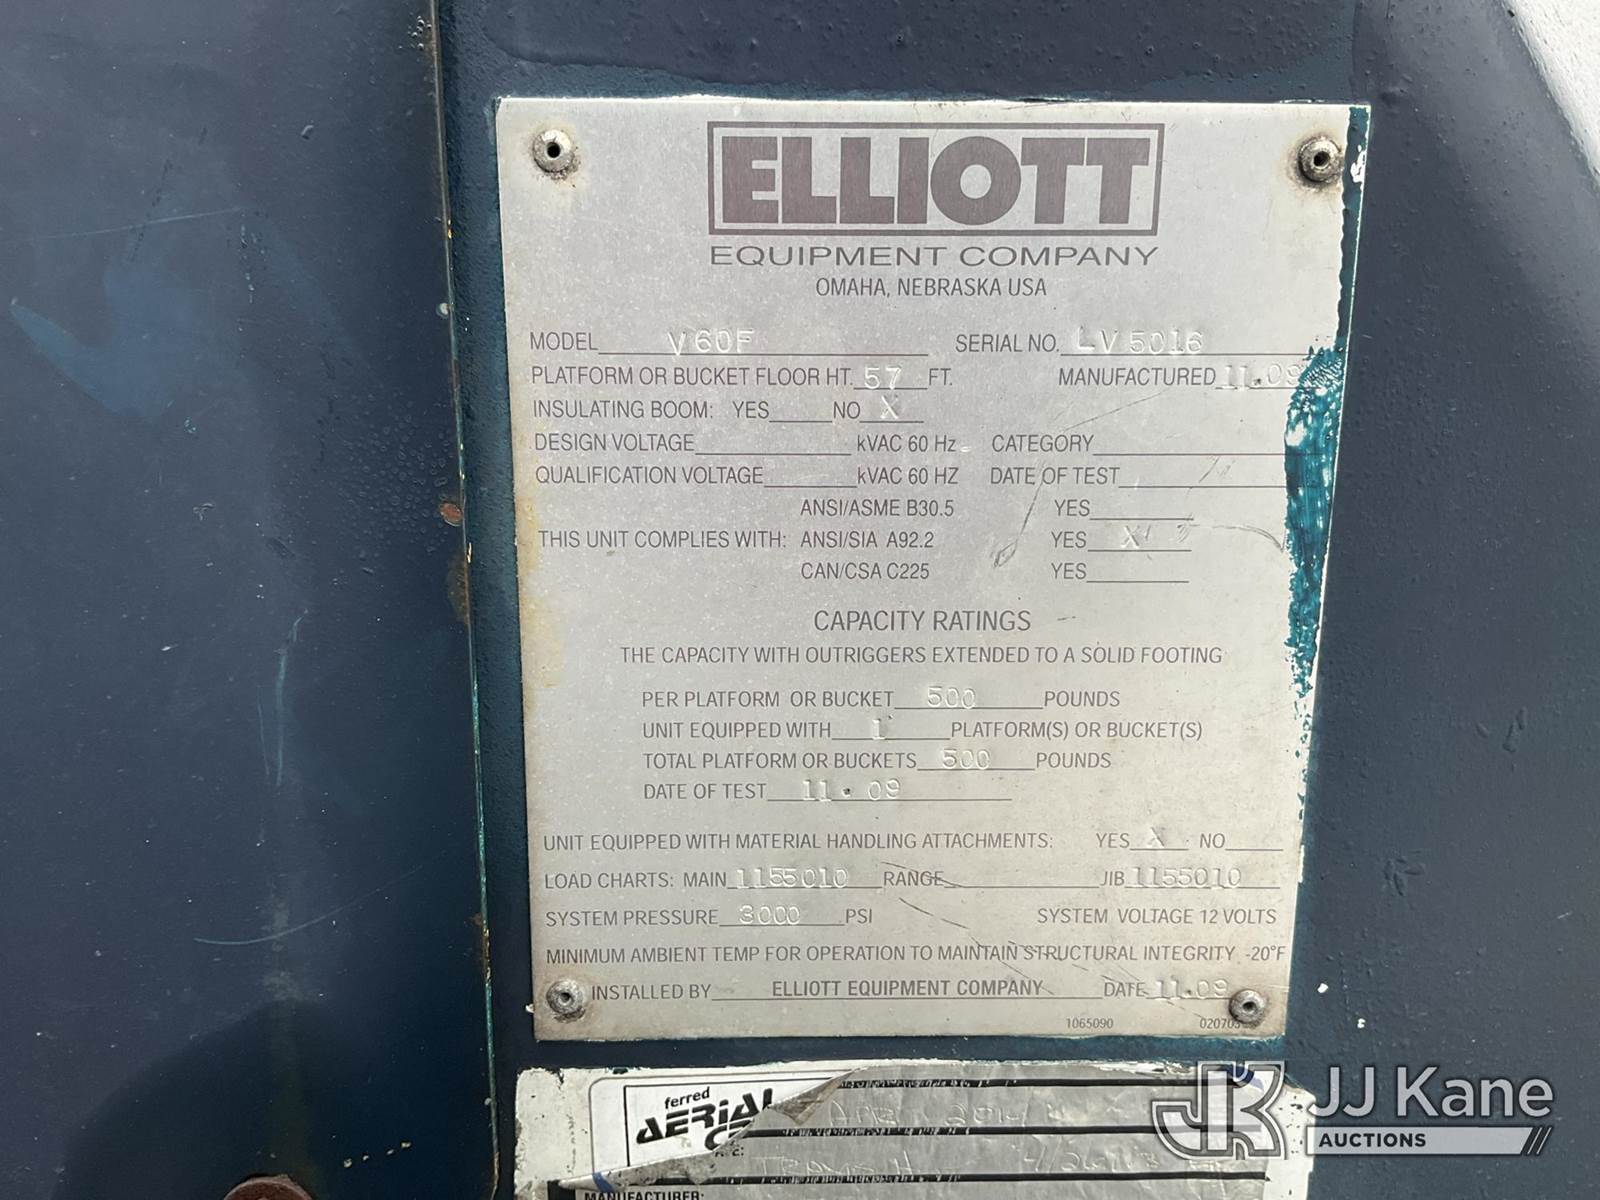 ELLIOTT
EQUIPMENT COMPANY
OMAHA, NEBRASKA USA
MODEL V60F SERIAL NO. LV5016
PLATFORM OR BUCKET FLOOR HT. 57 FT. MANUFACTURED 11.09
INSULATING BOOM: YES NO X
DESIGN VOLTAGE kVAC 60 Hz CATEGORY
QUALIFICATION VOLTAGE kVAC 60 HZ DATE OF TEST
ANSI/ASME B30.5 YES
THIS UNIT COMPLIES WITH: ANSI/SIA A92.2 YES X
CAN/CSA C225 YES
CAPACITY RATINGS
THE CAPACITY WITH OUTRIGGERS EXTENDED TO A SOLID FOOTING
PER PLATFORM OR BUCKET 500 POUNDS
UNIT EQUIPPED WITH 1 PLATFORM(S) OR BUCKET(S)
TOTAL PLATFORM OR BUCKETS 500 POUNDS
DATE OF TEST 11.09
UNIT EQUIPPED WITH MATERIAL HANDLING ATTACHMENTS: YES X NO
LOAD CHARTS: MAIN 1155010 RANGE JIB 1155010
SYSTEM PRESSURE 3000 PSI SYSTEM VOLTAGE 12 VOLTS
MINIMUM AMBIENT TEMP FOR OPERATION TO MAINTAIN STRUCTURAL INTEGRITY -20°F
INSTALLED BY ELLIOTT EQUIPMENT COMPANY DATE 11.09
1065090
ferred
AERIAL
MANUFACTURER:
JJ Kane
AUCTIONS